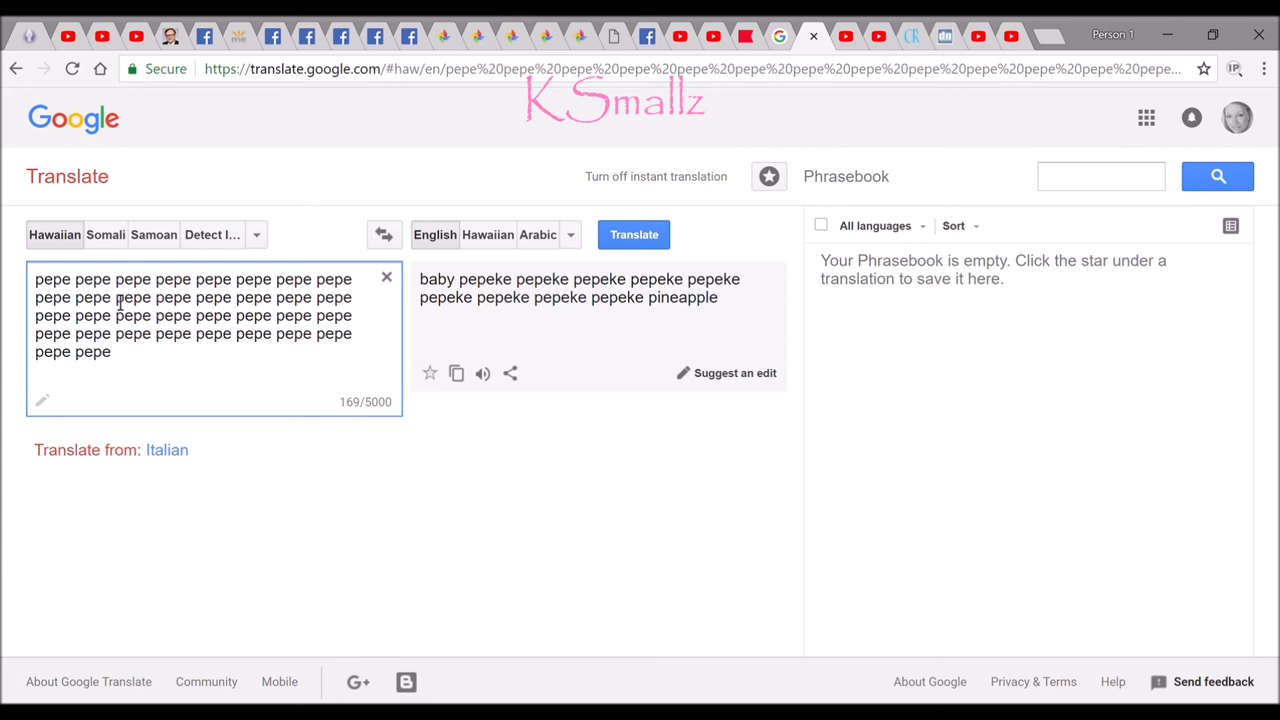 Person 1
Secure
https://translate.google.com/#haw/en/pepe%20pepe%20pepe%20pepe%20pepe%20pepe%20pepe%20pepe%20pepe%20pepe%20pepe%20pepe%20pepe...
KSmallz
Google
Translate
Turn off instant translation
Phrasebook
Hawaiian Somali Samoan Detect l...
English Hawaiian Arabic Translate
All languages Sort
pepe pepe pepe pepe pepe pepe pepe pepe
pepe pepe pepe pepe pepe pepe pepe pepe
pepe pepe pepe pepe pepe pepe pepe pepe
pepe pepe pepe pepe pepe pepe pepe pepe
pepe pepe
169/5000
baby pepeke pepeke pepeke pepeke pepeke
pepeke pepeke pepeke pepeke pineapple
Suggest an edit
Your Phrasebook is empty. Click the star under a
translation to save it here.
Translate from: Italian
About Google Translate Community Mobile G+ About Google Privacy & Terms Help Send feedback